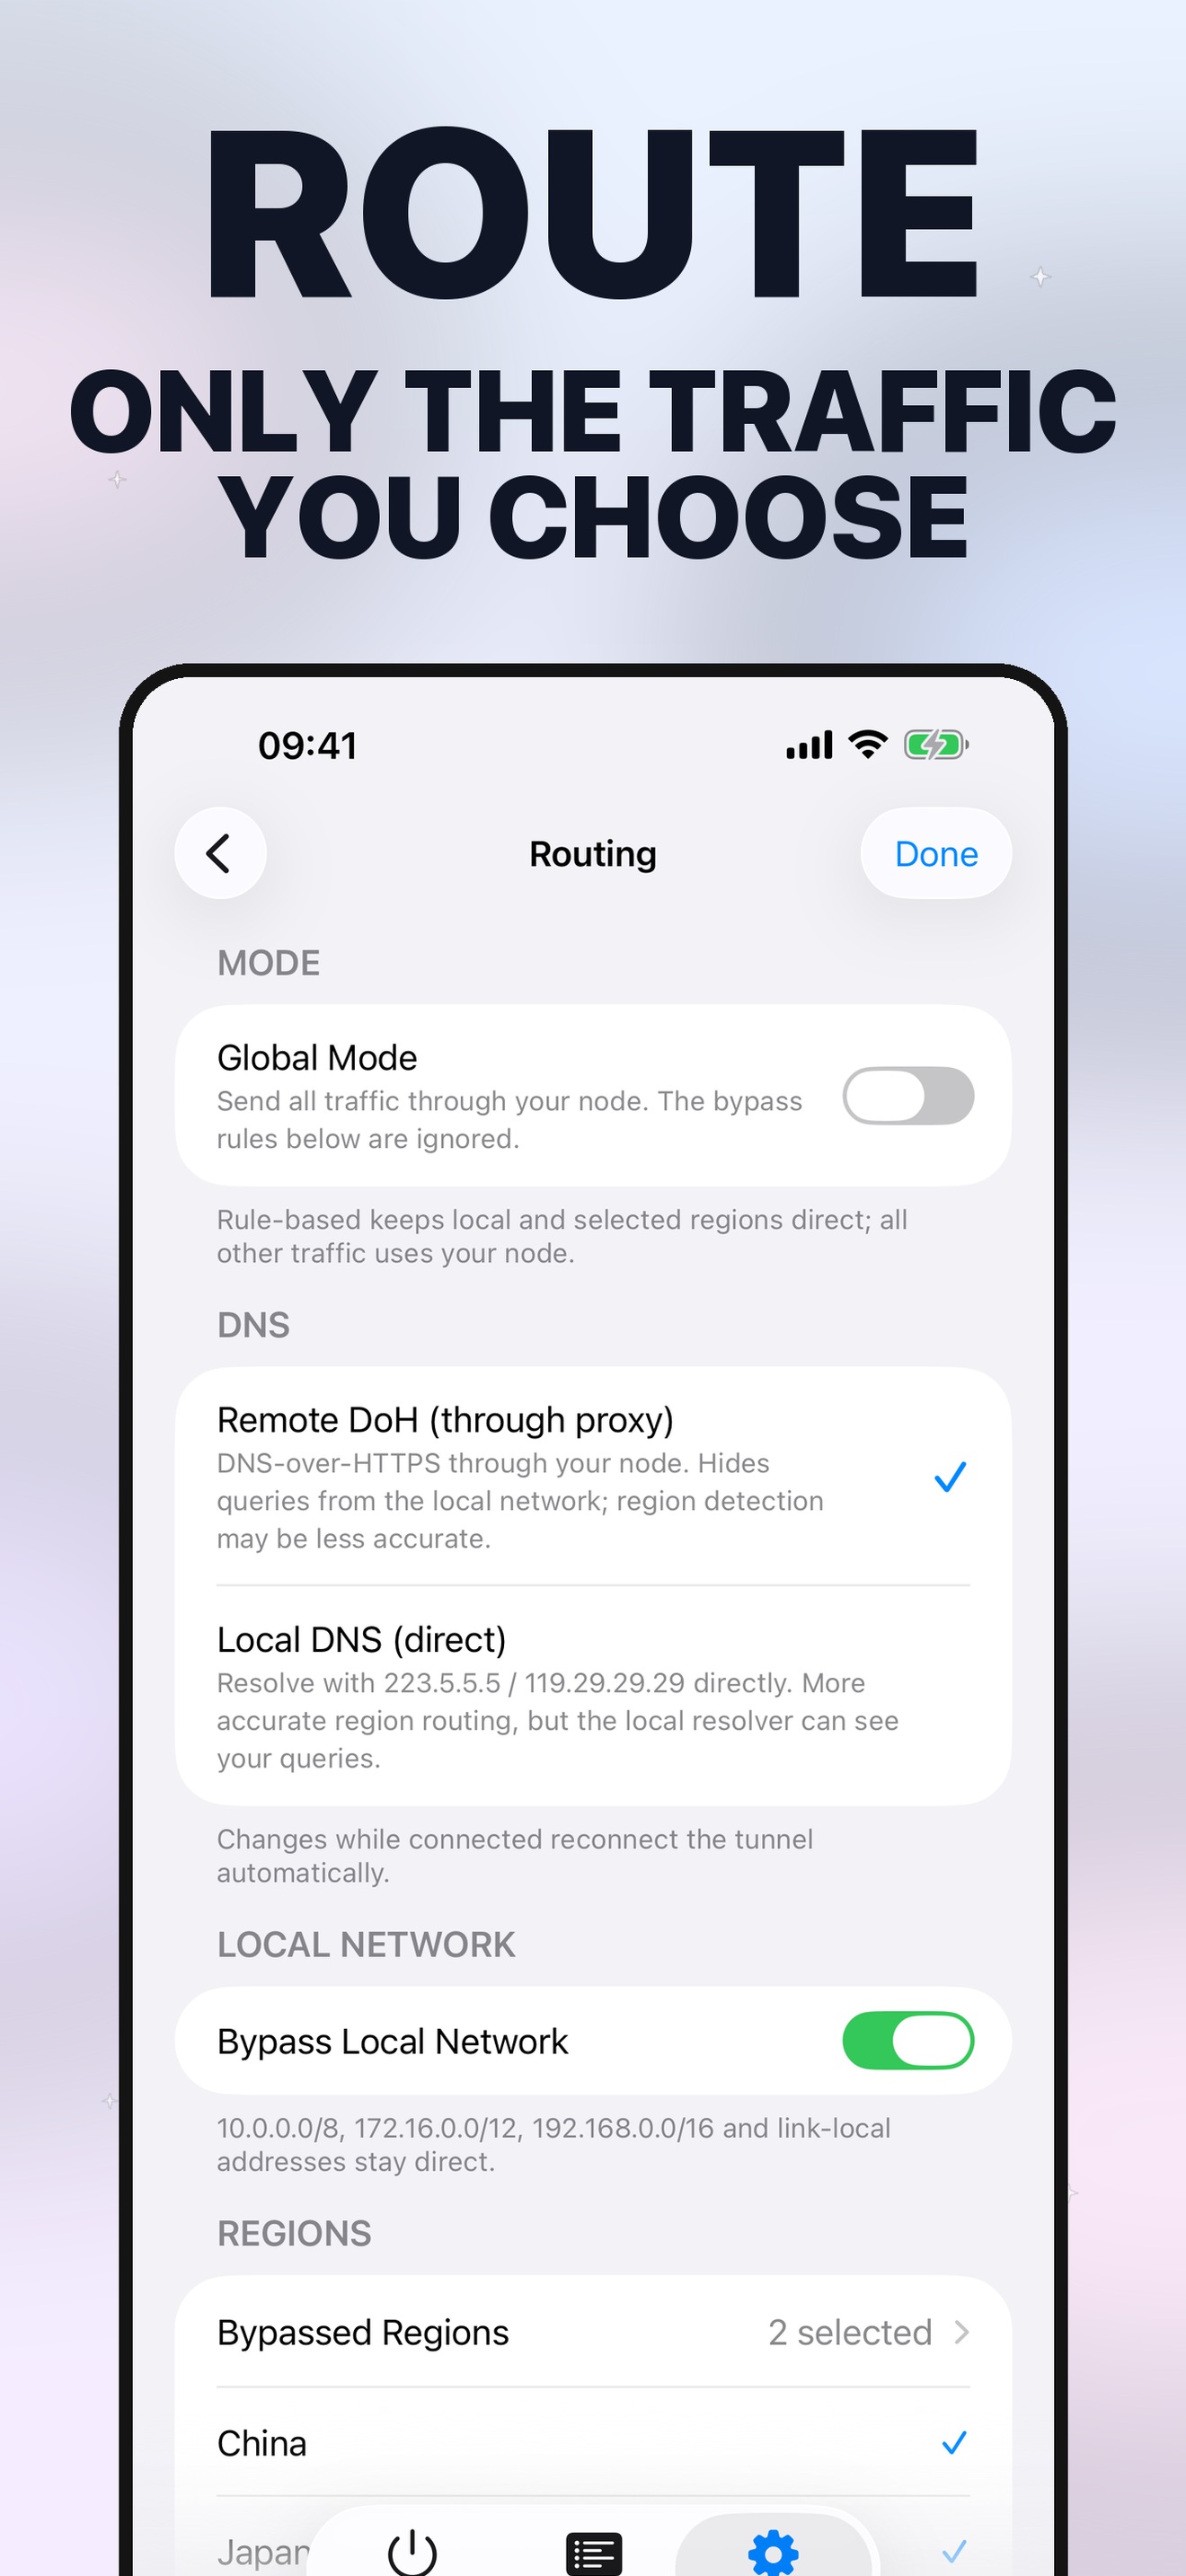 ROUTE
ONLY THE TRAFFIC
YOU CHOOSE
09:41
Routing
Done
MODE
Global Mode
Send all traffic through your node. The bypass
rules below are ignored.
Rule-based keeps local and selected regions direct; all
other traffic uses your node.
DNS
Remote DoH (through proxy)
DNS-over-HTTPS through your node. Hides
queries from the local network; region detection
may be less accurate.
Local DNS (direct)
Resolve with 223.5.5.5 / 119.29.29.29 directly. More
accurate region routing, but the local resolver can see
your queries.
Changes while connected reconnect the tunnel
automatically.
LOCAL NETWORK
Bypass Local Network
10.0.0.0/8, 172.16.0.0/12, 192.168.0.0/16 and link-local
addresses stay direct.
REGIONS
Bypassed Regions
2 selected
China
Japan